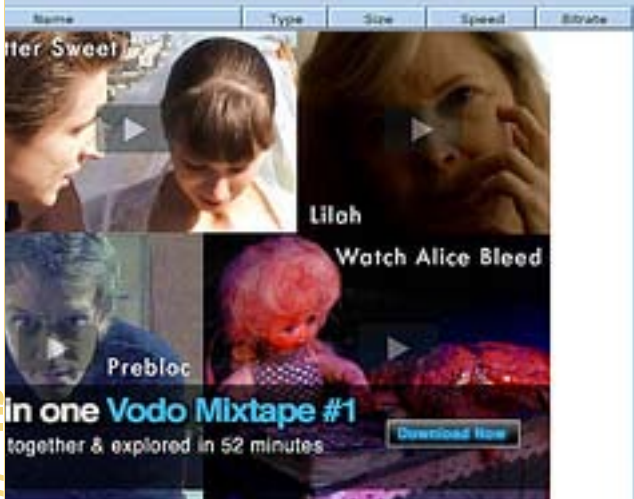 Name Type Size Speed Bitrate
tter Sweet
Lilah
Watch Alice Bleed
Prebloc
in one Vodo Mixtape #1
together & explored in 52 minutes
Download Now